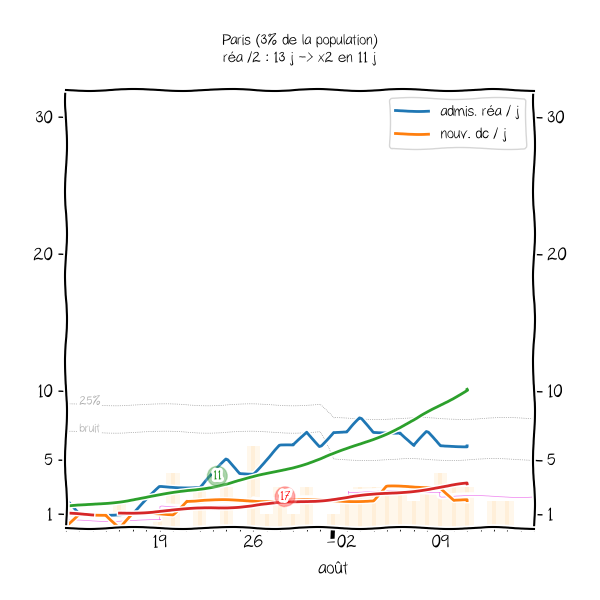 Paris (3% de la population)
réa /2 : 13 j -> x2 en 11 j
admis. réa / j
nouv. dc / j
30
30
20
20
10
10
25%
bruit
5
5
11
17
1
1
19
26
02
09
août